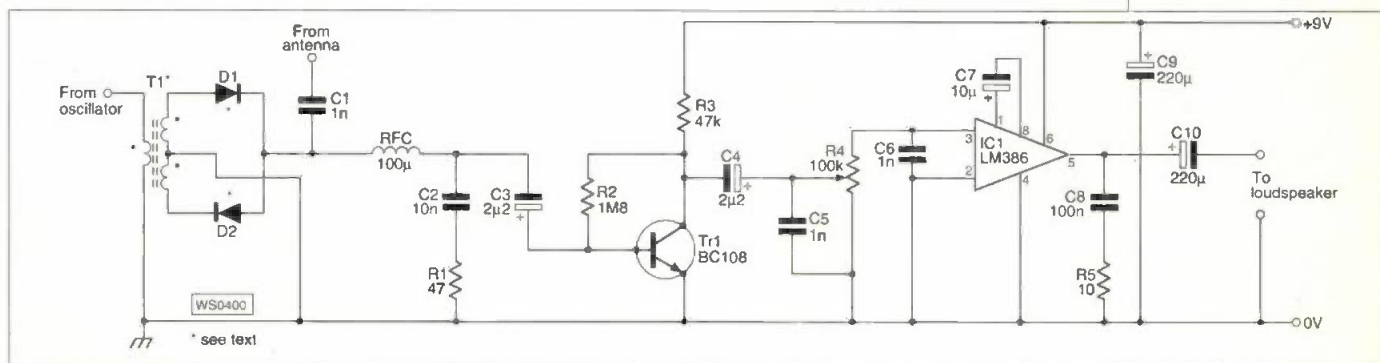 From
antenna
C1
1n
From
oscillator
T1*
D1
*
*
*
*
D2
RFC
100μ
C2
10n
R1
47
C3
2μ2
+
R2
1M8
R3
47k
Tr1
BC108
C4
2μ2
+
C5
1n
R4
100k
C6
1n
C7
10μ
+
IC1
LM386
1
8
6
3
2
5
4
C8
100n
R5
10
C9
220μ
+
C10
220μ
+
To
loudspeaker
+9V
0V
WS0400
* see text